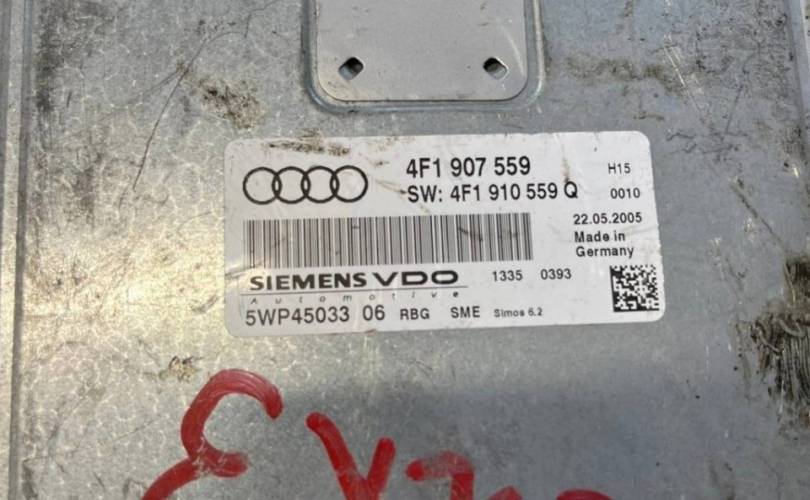 4F1 907 559 H15
SW: 4F1 910 559 Q 0010
22.05.2005
Made in
Germany
SIEMENS VDO 1335 0393
Automotive
5WP45033 06 RBG SME Simos 6.2